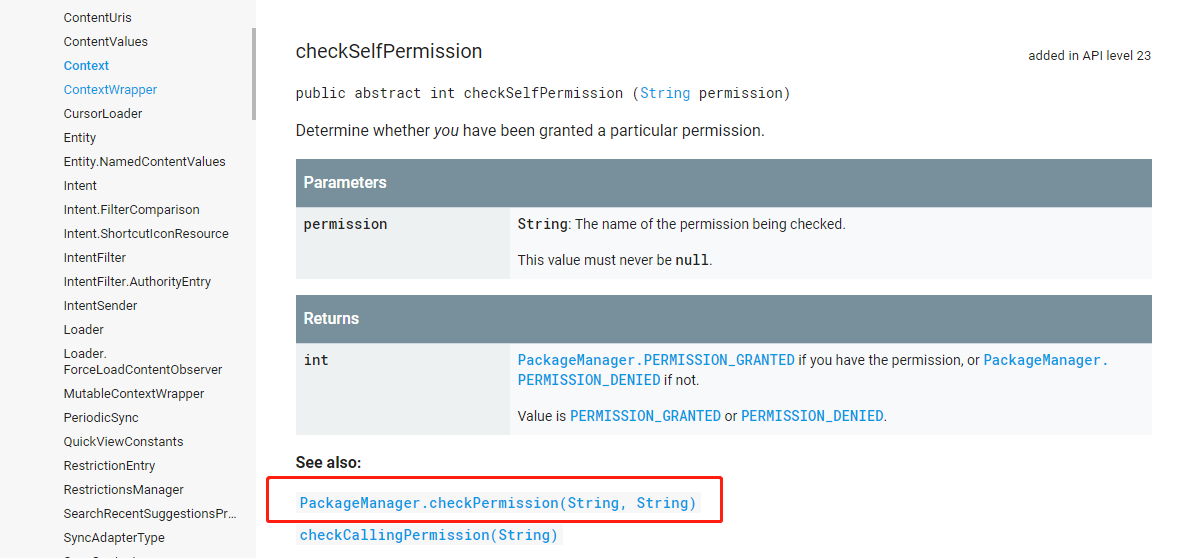 ContentUris
ContentValues
Context
ContextWrapper
CursorLoader
Entity
Entity.NamedContentValues
Intent
Intent.FilterComparison
Intent.ShortcutIconResource
IntentFilter
IntentFilter.AuthorityEntry
IntentSender
Loader
Loader.
ForceLoadContentObserver
MutableContextWrapper
PeriodicSync
QuickViewConstants
RestrictionEntry
RestrictionsManager
SearchRecentSuggestionsPr...
SyncAdapterType
checkSelfPermission
added in API level 23
public abstract int checkSelfPermission (String permission)
Determine whether you have been granted a particular permission.
Parameters
permission
String: The name of the permission being checked.
This value must never be null.
Returns
int
PackageManager.PERMISSION_GRANTED if you have the permission, or PackageManager.
PERMISSION_DENIED if not.
Value is PERMISSION_GRANTED or PERMISSION_DENIED.
See also:
PackageManager.checkPermission(String, String)
checkCallingPermission(String)